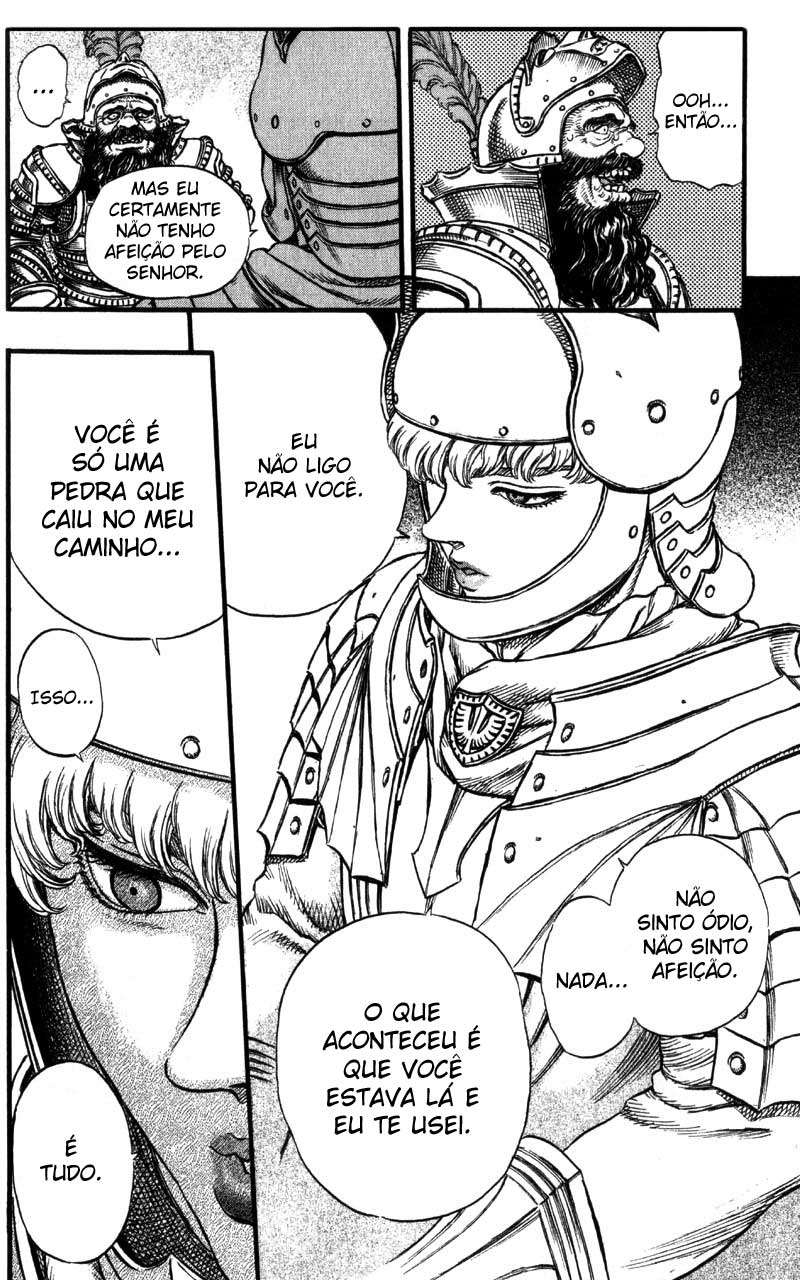 OOH...
ENTÃO...
MAS EU
CERTAMENTE
NÃO TENHO
AFEIÇÃO PELO
SENHOR.
...
EU
NÃO LIGO
PARA VOCÊ.
NÃO
SINTO ÓDIO,
NÃO SINTO
AFEIÇÃO.
NADA...
O QUE
ACONTECEU É
QUE VOCÊ
ESTAVA LÁ E
EU TE USEI.
VOCÊ É
SÓ UMA
PEDRA QUE
CAIU NO MEU
CAMINHO...
ISSO...
É
TUDO.